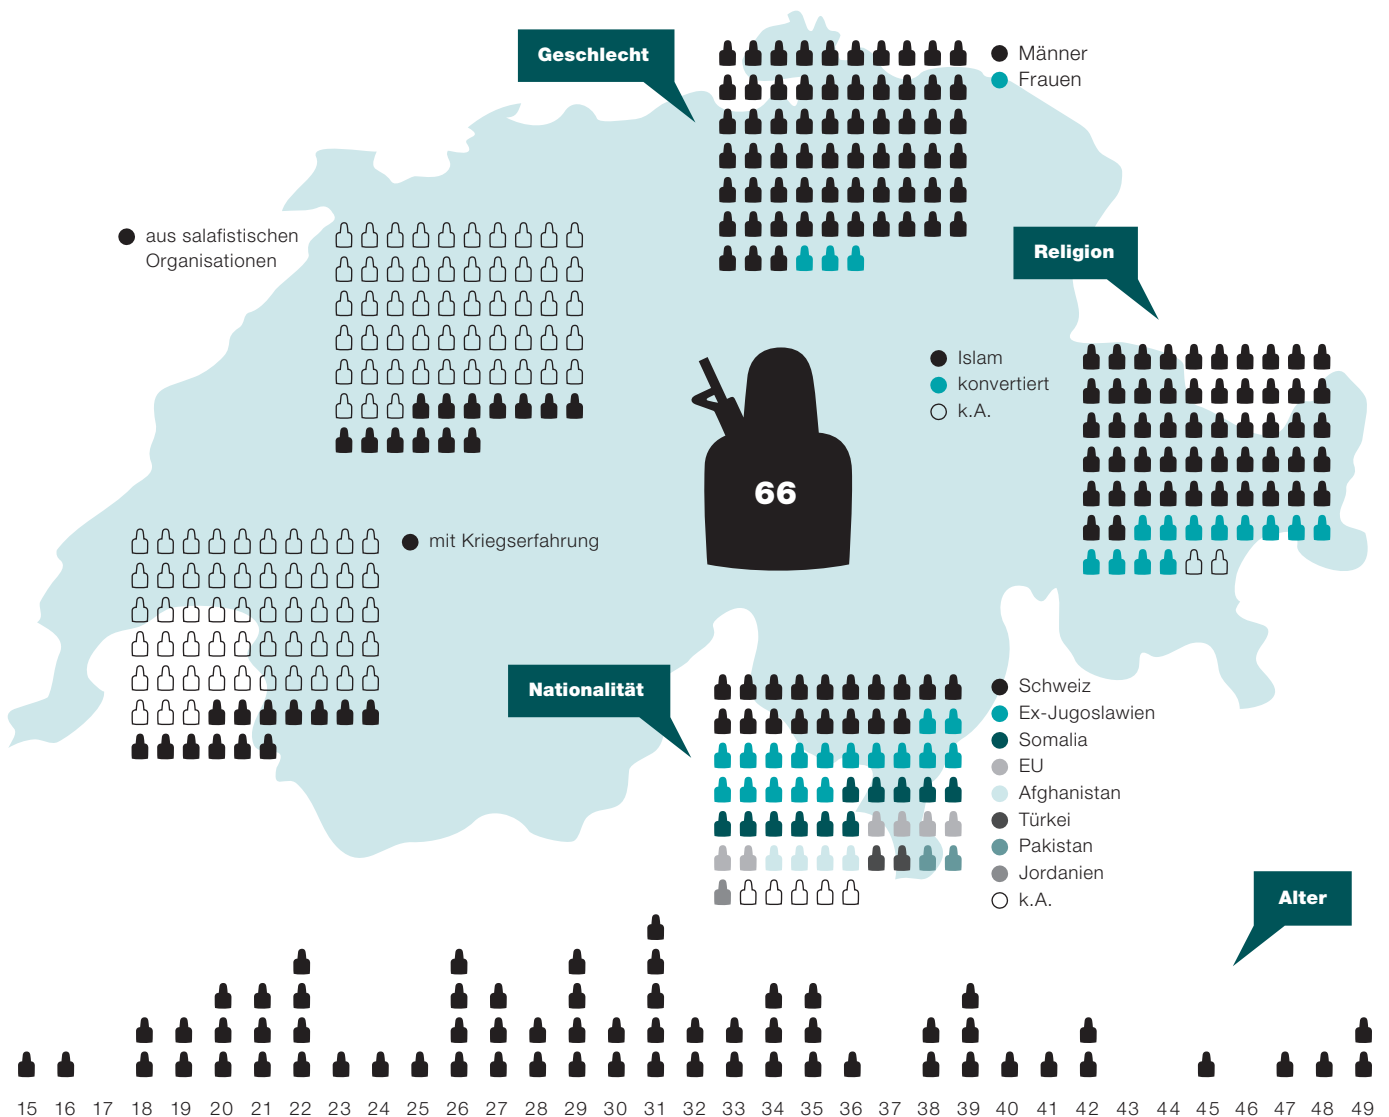 Geschlecht
Männer
Frauen
aus salafistischen
Organisationen
Religion
Islam
konvertiert
k.A.
66
mit Kriegserfahrung
Nationalität
Schweiz
Ex-Jugoslawien
Somalia
EU
Afghanistan
Türkei
Pakistan
Jordanien
k.A.
Alter
15 16 17 18 19 20 21 22 23 24 25 26 27 28 29 30 31 32 33 34 35 36 37 38 39 40 41 42 43 44 45 46 47 48 49